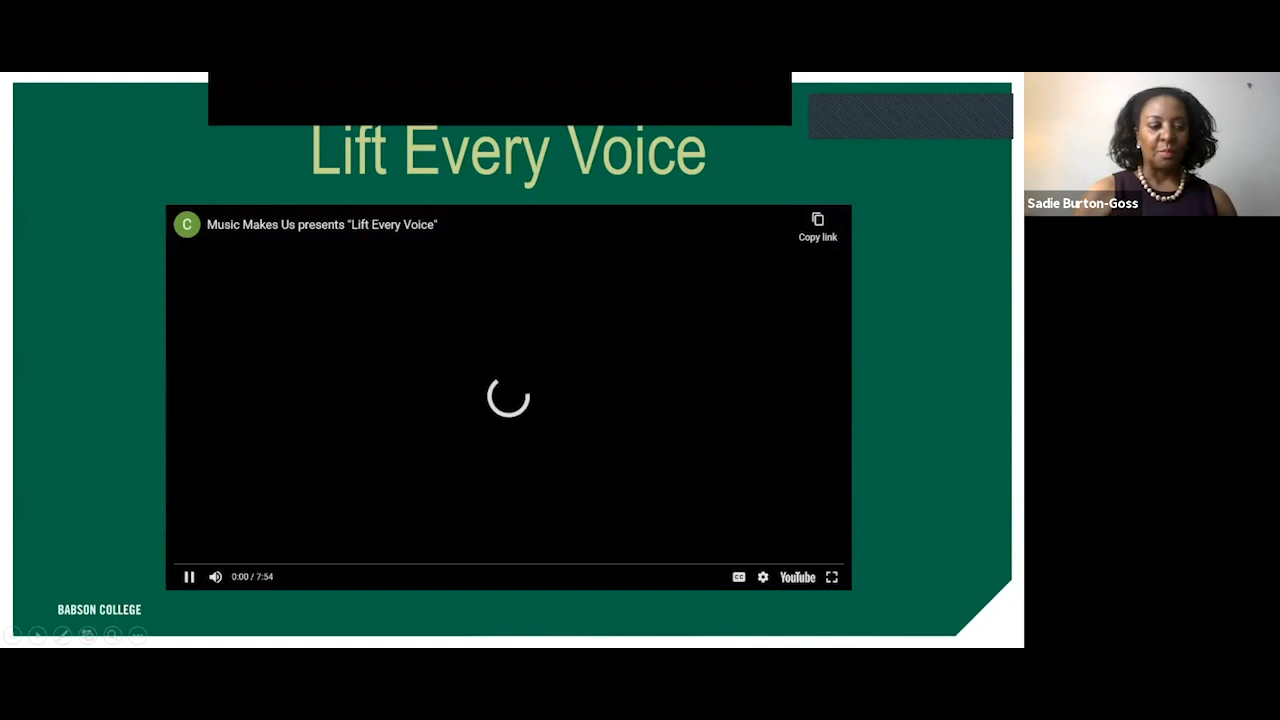 Lift Every Voice
C
Music Makes Us presents "Lift Every Voice"
Copy link
Sadie Burton-Goss
0:00 / 7:54
CC
YouTube
BABSON COLLEGE